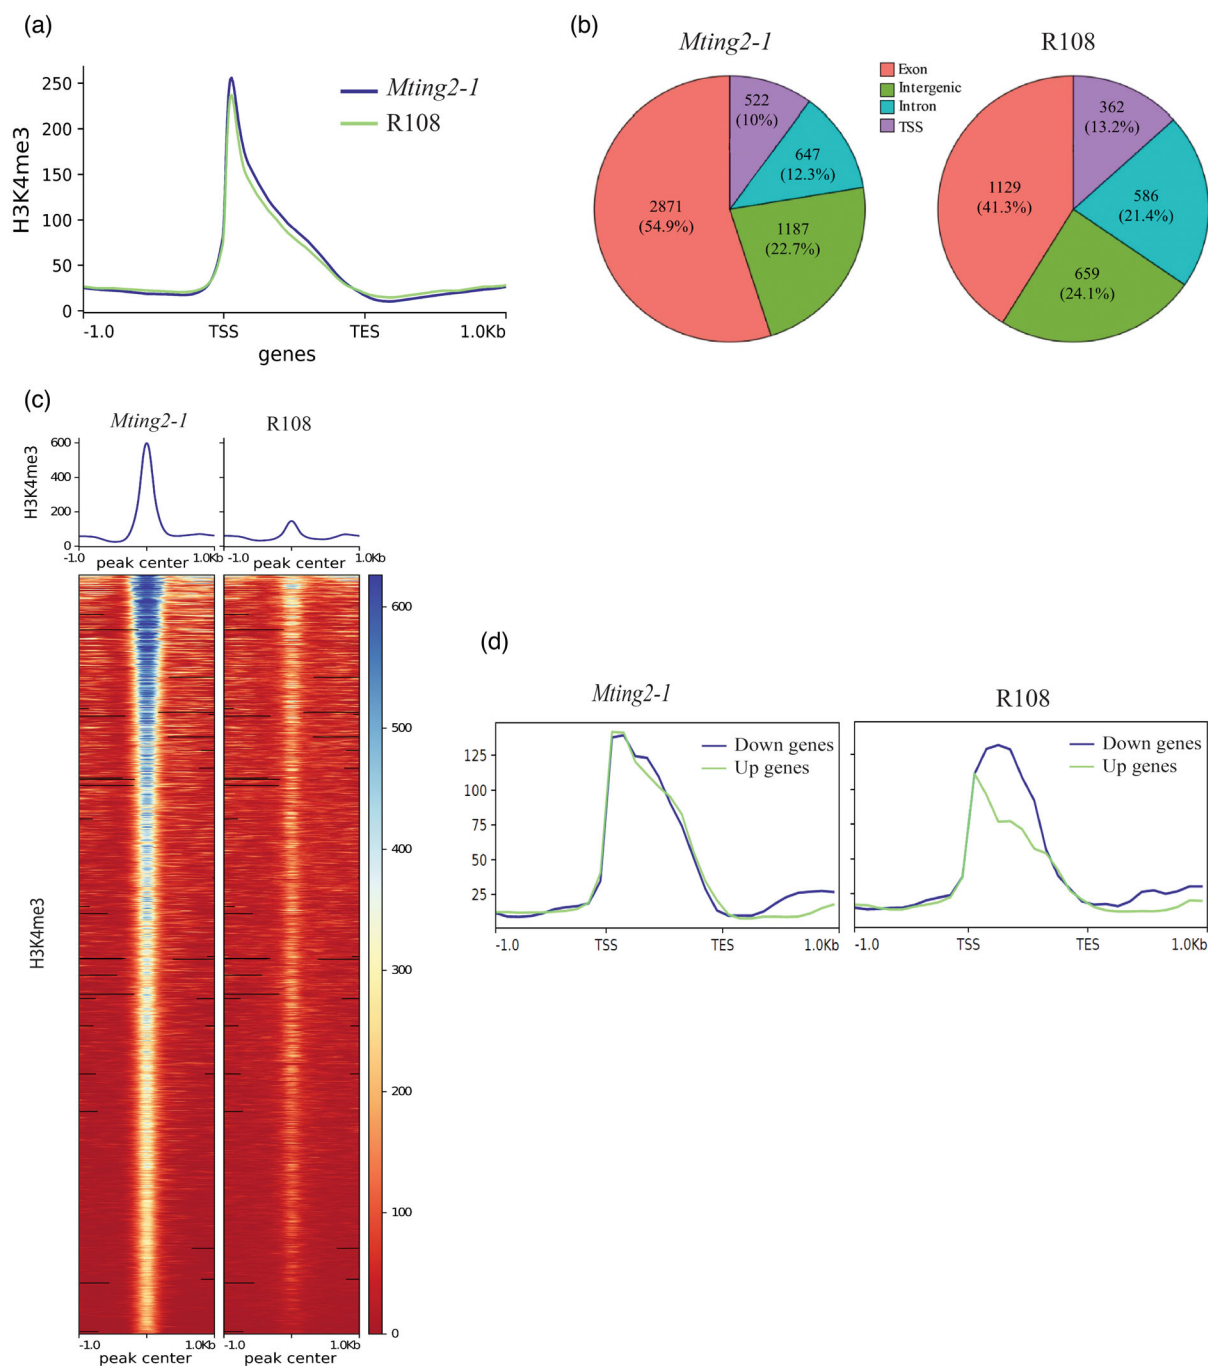 (a)
H3K4me3
250
200
150
100
50
0
Mting2-1
R108
-1.0
TSS
TES
1.0Kb
genes
(b)
Mting2-1
R108
Exon
Intergenic
Intron
TSS
522
(10%)
647
(12.3%)
1187
(22.7%)
2871
(54.9%)
362
(13.2%)
586
(21.4%)
659
(24.1%)
1129
(41.3%)
(c)
Mting2-1
R108
H3K4me3
600
400
200
0
-1.0
peak center
1.0Kb
-1.0
peak center
1.0Kb
H3K4me3
600
500
400
300
200
100
0
-1.0
1.0Kb
peak center
-1.0
1.0Kb
peak center
(d)
Mting2-1
R108
125
100
75
50
25
Down genes
Up genes
-1.0
TSS
TES
1.0Kb
Down genes
Up genes
-1.0
TSS
TES
1.0Kb